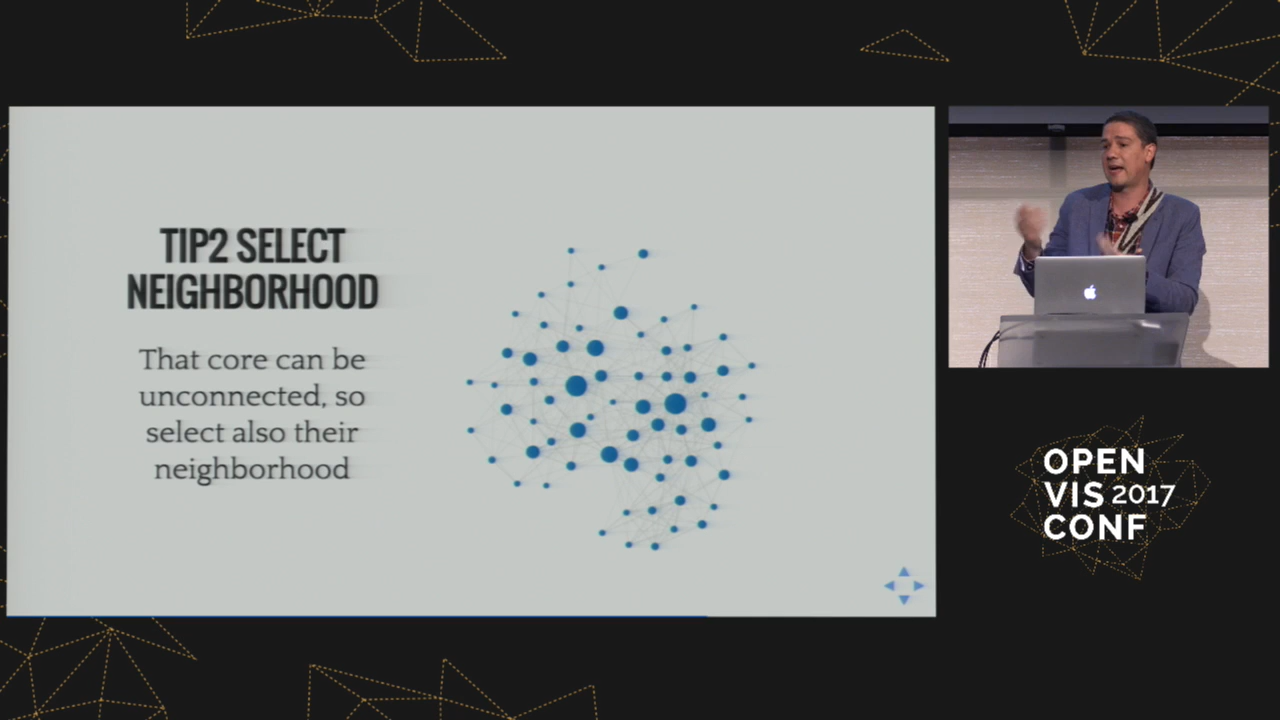 TIP2 SELECT
NEIGHBORHOOD
That core can be
unconnected, so
select also their
neighborhood
OPEN
VIS 2017
CONF